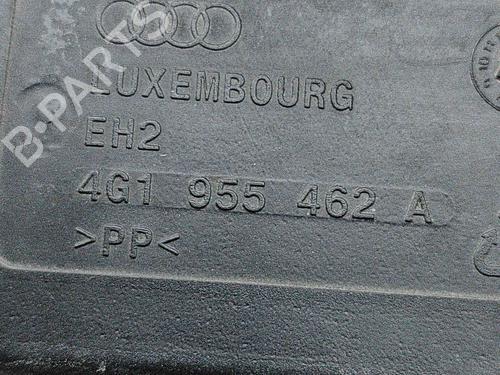 B-PARTS
LUXEMBOURG
EH2
4G1 955 462 A
>PP<